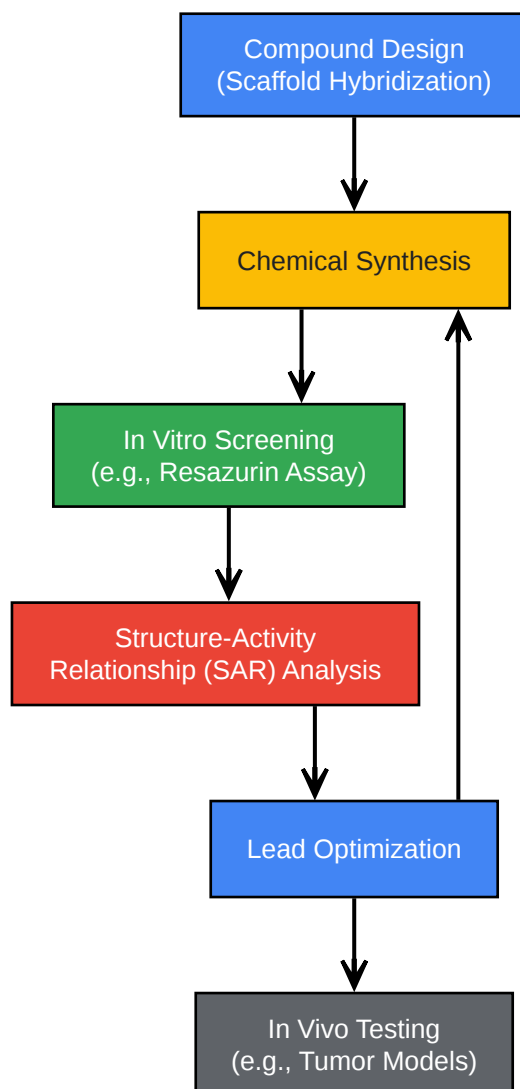 Compound Design
(Scaffold Hybridization)
Chemical Synthesis
In Vitro Screening
(e.g., Resazurin Assay)
Structure-Activity
Relationship (SAR) Analysis
Lead Optimization
In Vivo Testing
(e.g., Tumor Models)